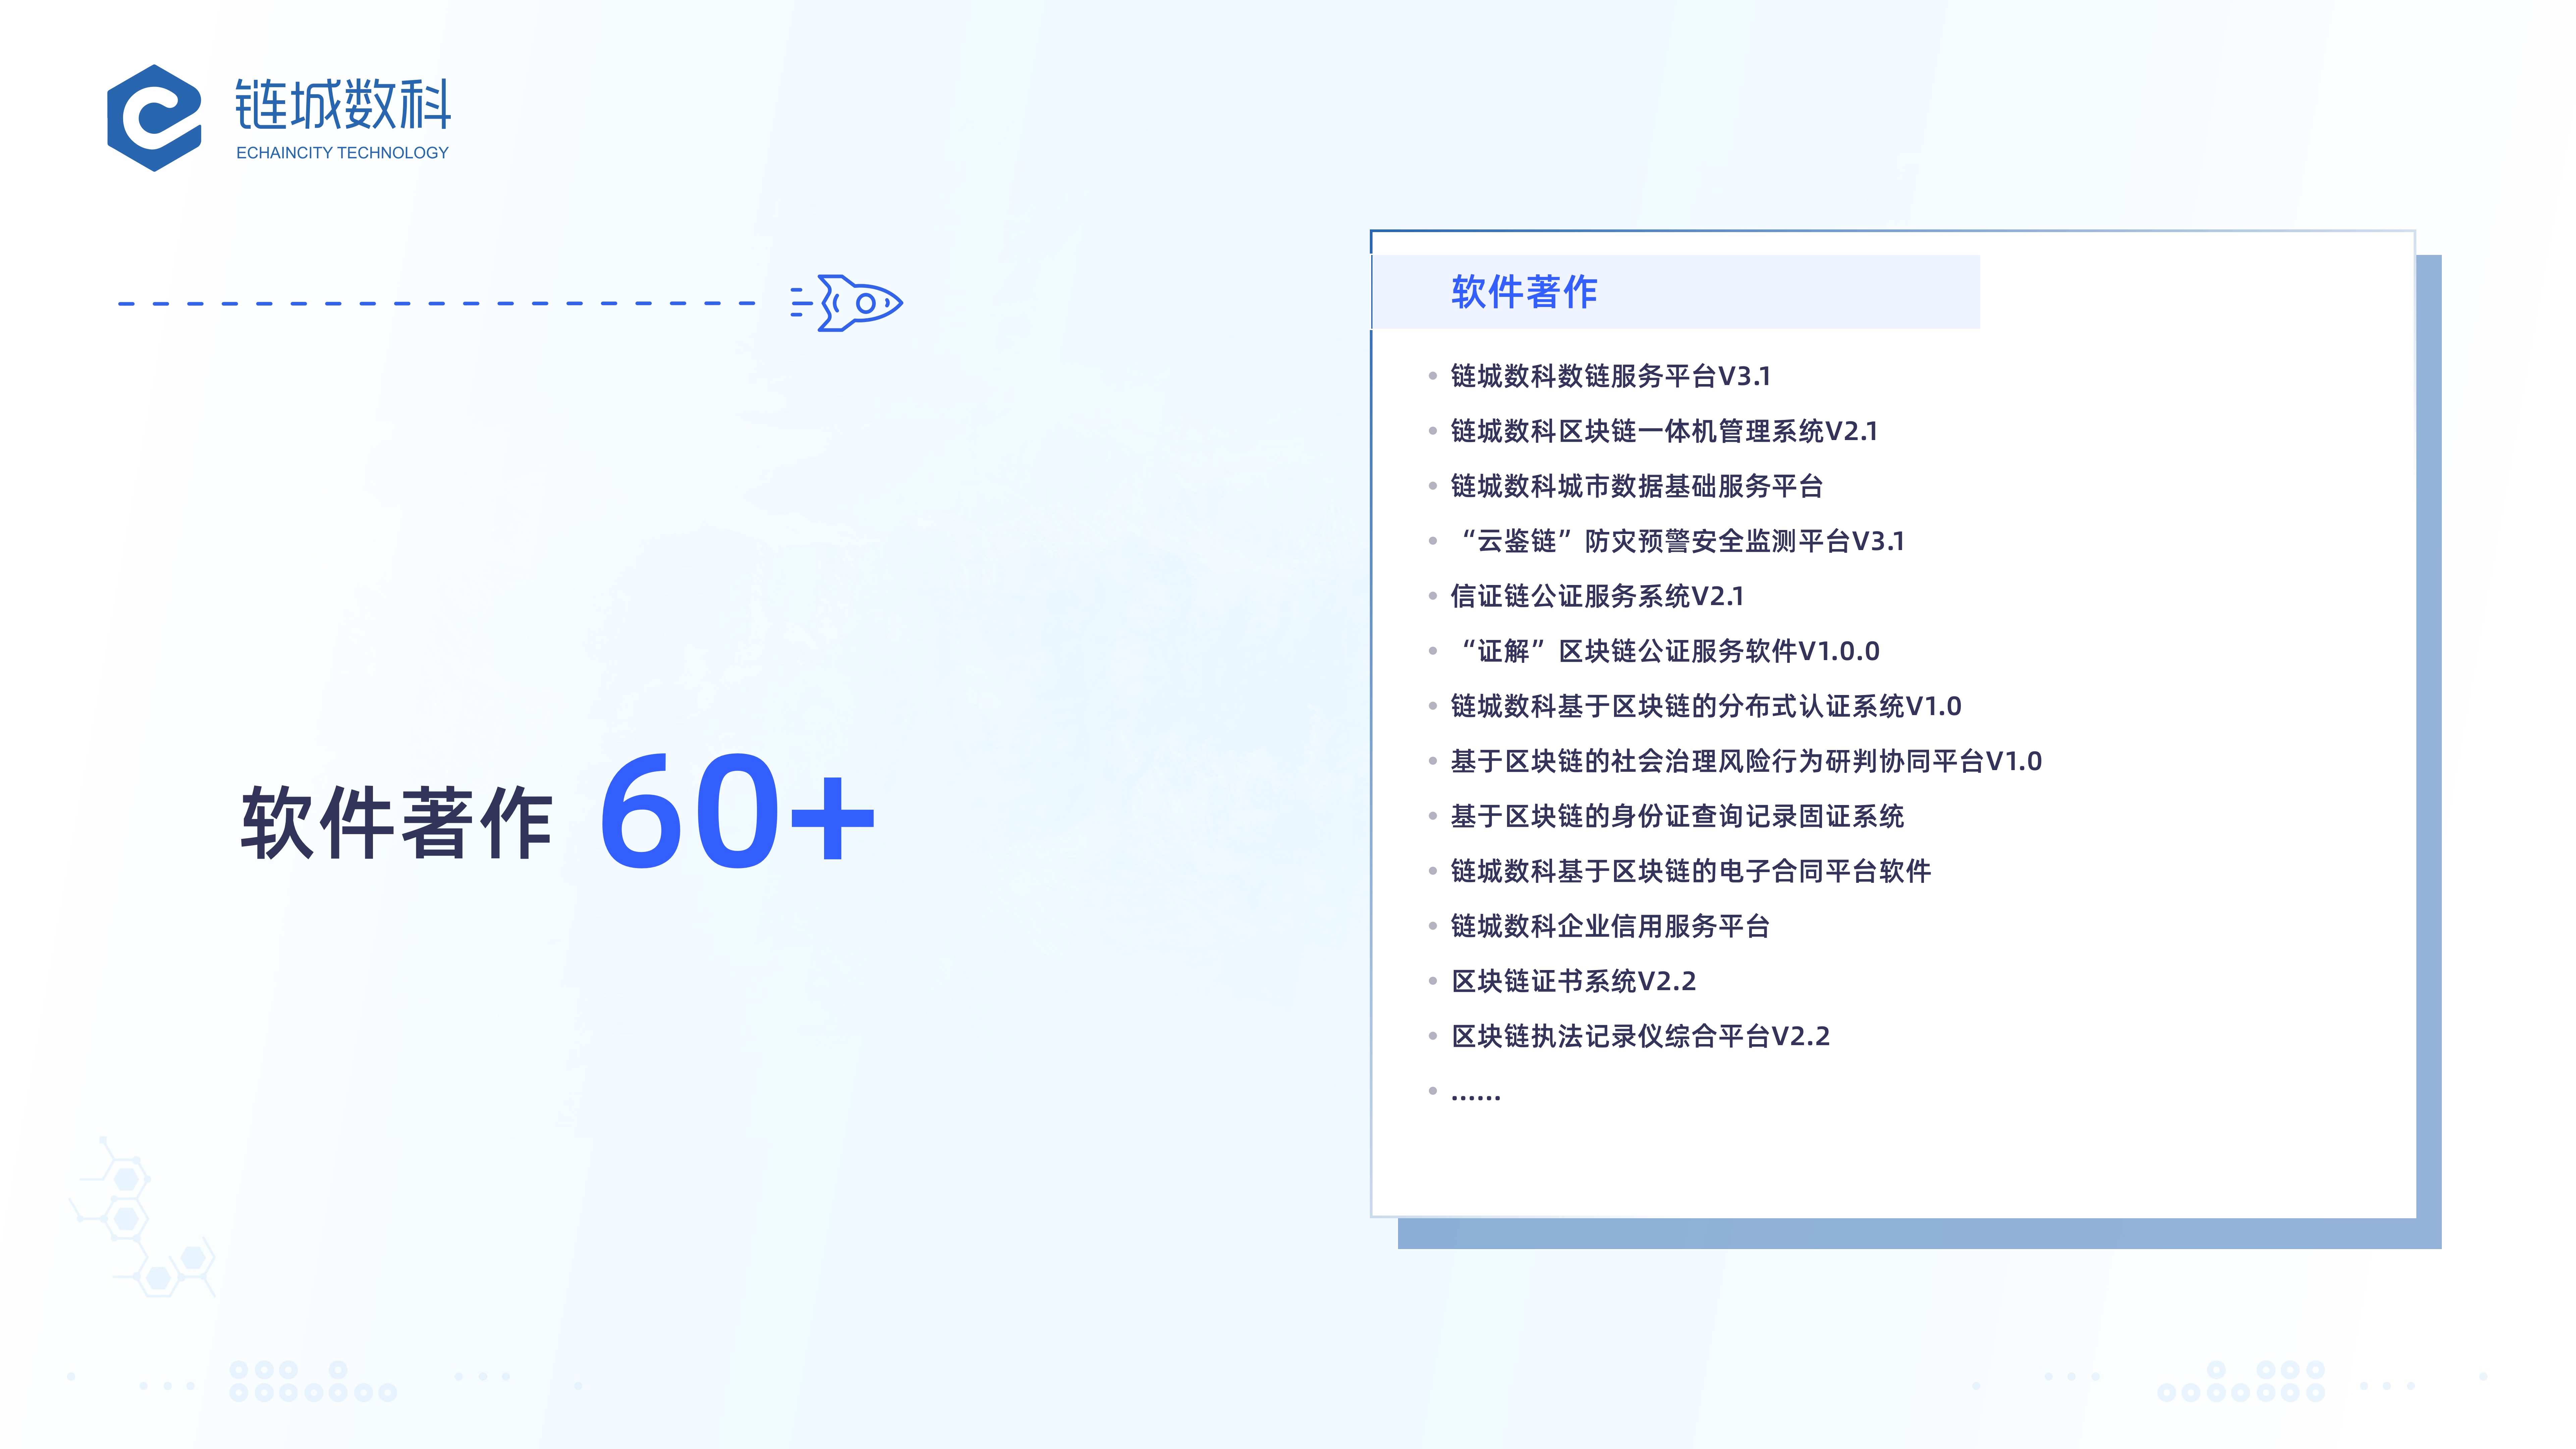 链城数科
ECHAINCITY TECHNOLOGY
软件著作 60+
软件著作
链城数科数链服务平台V3.1
链城数科区块链一体机管理系统V2.1
链城数科城市数据基础服务平台
“云鉴链”防灾预警安全监测平台V3.1
信证链公证服务系统V2.1
“证解”区块链公证服务软件V1.0.0
链城数科基于区块链的分布式认证系统V1.0
基于区块链的社会治理风险行为研判协同平台V1.0
基于区块链的身份证查询记录固证系统
链城数科基于区块链的电子合同平台软件
链城数科企业信用服务平台
区块链证书系统V2.2
区块链执法记录仪综合平台V2.2
......